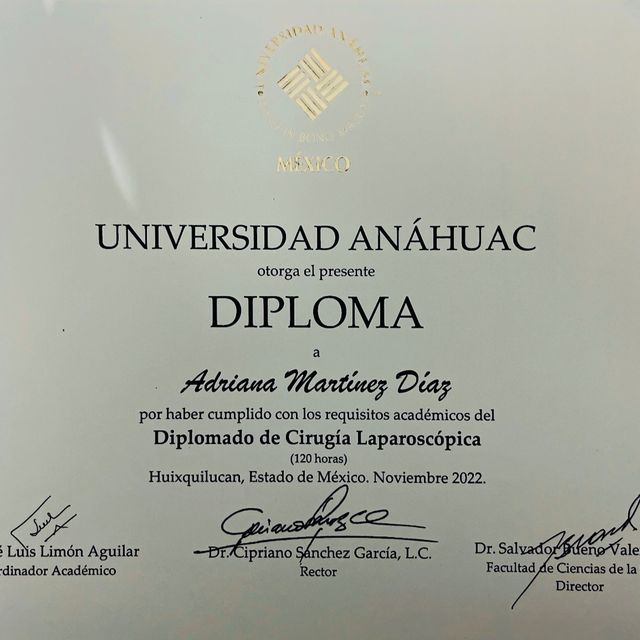 UNIVERSIDAD ANÁHUAC
MÉXICO
UNIVERSIDAD ANÁHUAC
otorga el presente
DIPLOMA
a
Adriana Martínez Díaz
por haber cumplido con los requisitos académicos del
Diplomado de Cirugía Laparoscópica
(120 horas)
Huixquilucan, Estado de México. Noviembre 2022.
Luis Limón Aguilar
Académico
Dr. Cipriano Sánchez García, L.C.
Rector
Dr. Salvador Bueno
Facultad de Ciencias de la
Director